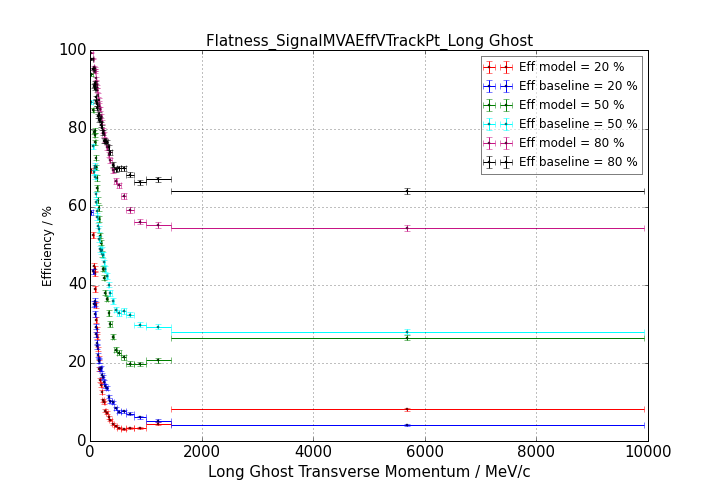 Flatness_SignalMVAEffVTrackPt_Long Ghost
100
80
60
40
20
0
Efficiency / %
Eff model = 20 %
Eff baseline = 20 %
Eff model = 50 %
Eff baseline = 50 %
Eff model = 80 %
Eff baseline = 80 %
0 2000 4000 6000 8000 10000
Long Ghost Transverse Momentum / MeV/c